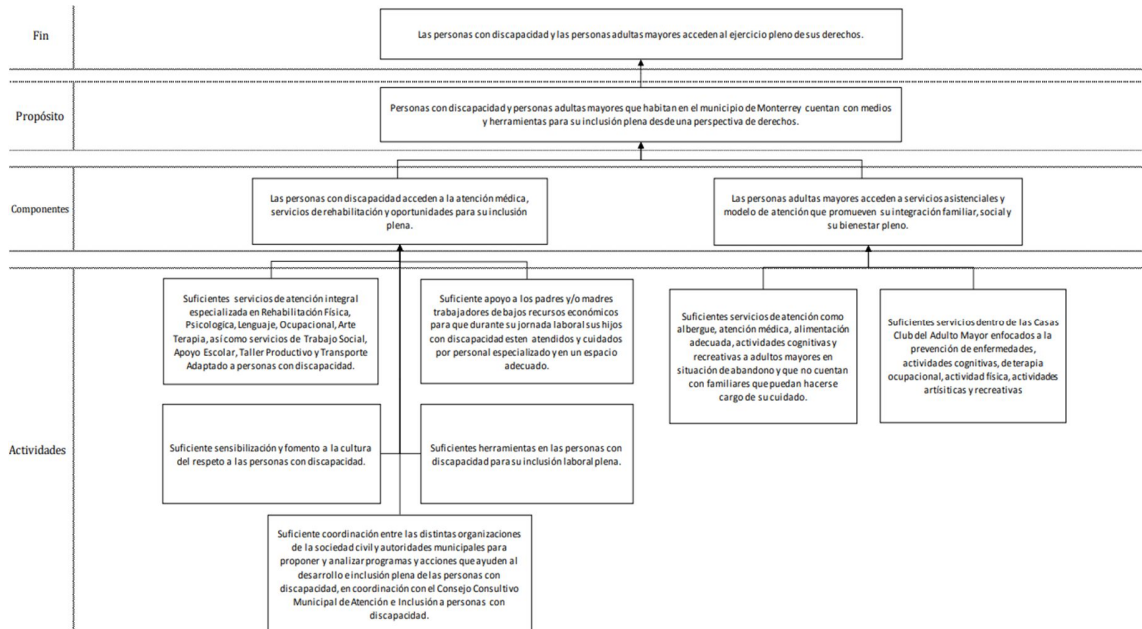 Fin
Las personas con discapacidad y las personas adultas mayores acceden al ejercicio pleno de sus derechos.
Propósito
Personas con discapacidad y personas adultas mayores que habitan en el municipio de Monterrey cuentan con medios
y herramientas para su inclusión plena desde una perspectiva de derechos.
Componentes
Las personas con discapacidad acceden a la atención médica,
servicios de rehabilitación y oportunidades para su inclusión
plena.
Las personas adultas mayores acceden a servicios asistenciales y
modelo de atención que promueven su integración familiar, social y
su bienestar pleno.
Actividades
Suficientes servicios de atención integral
especializada en Rehabilitación Física,
Psicologíca, Lenguaje, Ocupacional, Arte
Terapia, así como servicios de Trabajo Social,
Apoyo Escolar, Taller Productivo y Transporte
Adaptado a personas con discapacidad.
Suficiente apoyo a los padres y/o madres
trabajadores de bajos recursos económicos
para que durante su jornada laboral sus hijos
con discapacidad esten atendidos y cuidados
por personal especializado y en un espacio
adecuado.
Suficientes servicios de atención como
albergue, atención médica, alimentación
adecuada, actividades cognitivas y
recreativas a adultos mayores en
situación de abandono y que no cuentan
con familiares que puedan hacerse
cargo de su cuidado.
Suficientes servicios dentro de las Casas
Club del Adulto Mayor enfocados a la
prevención de enfermedades,
actividades cognitivas, de terapia
ocupacional, actividad física, actividades
artísiticas y recreativas
Suficiente sensibilización y fomento a la cultura
del respeto a las personas con discapacidad.
Suficientes herramientas en las personas con
discapacidad para su inclusión laboral plena.
Suficiente coordinación entre las distintas organizaciones
de la sociedad civil y autoridades municipales para
proponer y analizar programas y acciones que ayuden al
desarrollo e inclusión plena de las personas con
discapacidad, en coordinación con el Consejo Consultivo
Municipal de Atención e Inclusión a personas con
discapacidad.